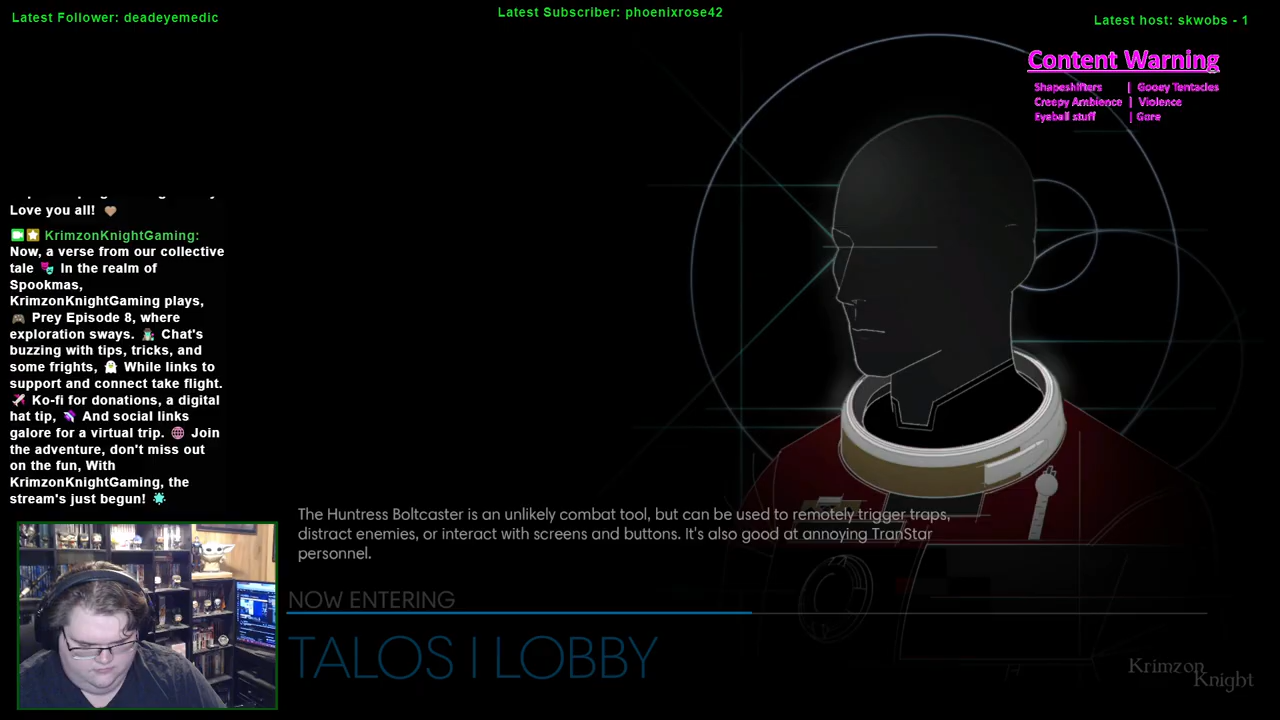 Latest Follower: deadeyemedic
Latest Subscriber: phoenixrose42
Latest host: skwobs - 1
Content Warning
Shapeshifters | Gooey Tentacles
Creepy Ambience | Violence
Eyeball stuff | Gore
Love you all!
KrimzonKnightGaming:
Now, a verse from our collective
tale In the realm of
Spookmas,
KrimzonKnightGaming plays,
Prey Episode 8, where
exploration sways. Chat's
buzzing with tips, tricks, and
some frights, While links to
support and connect take flight.
Ko-fi for donations, a digital
hat tip, And social links
galore for a virtual trip. Join
the adventure, don't miss out
on the fun, With
KrimzonKnightGaming, the
stream's just begun!
The Huntress Boltcaster is an unlikely combat tool, but can be used to remotely trigger traps,
distract enemies, or interact with screens and buttons. It's also good at annoying TranStar
personnel.
NOW ENTERING
TALOS I LOBBY
Krimzon
Knight